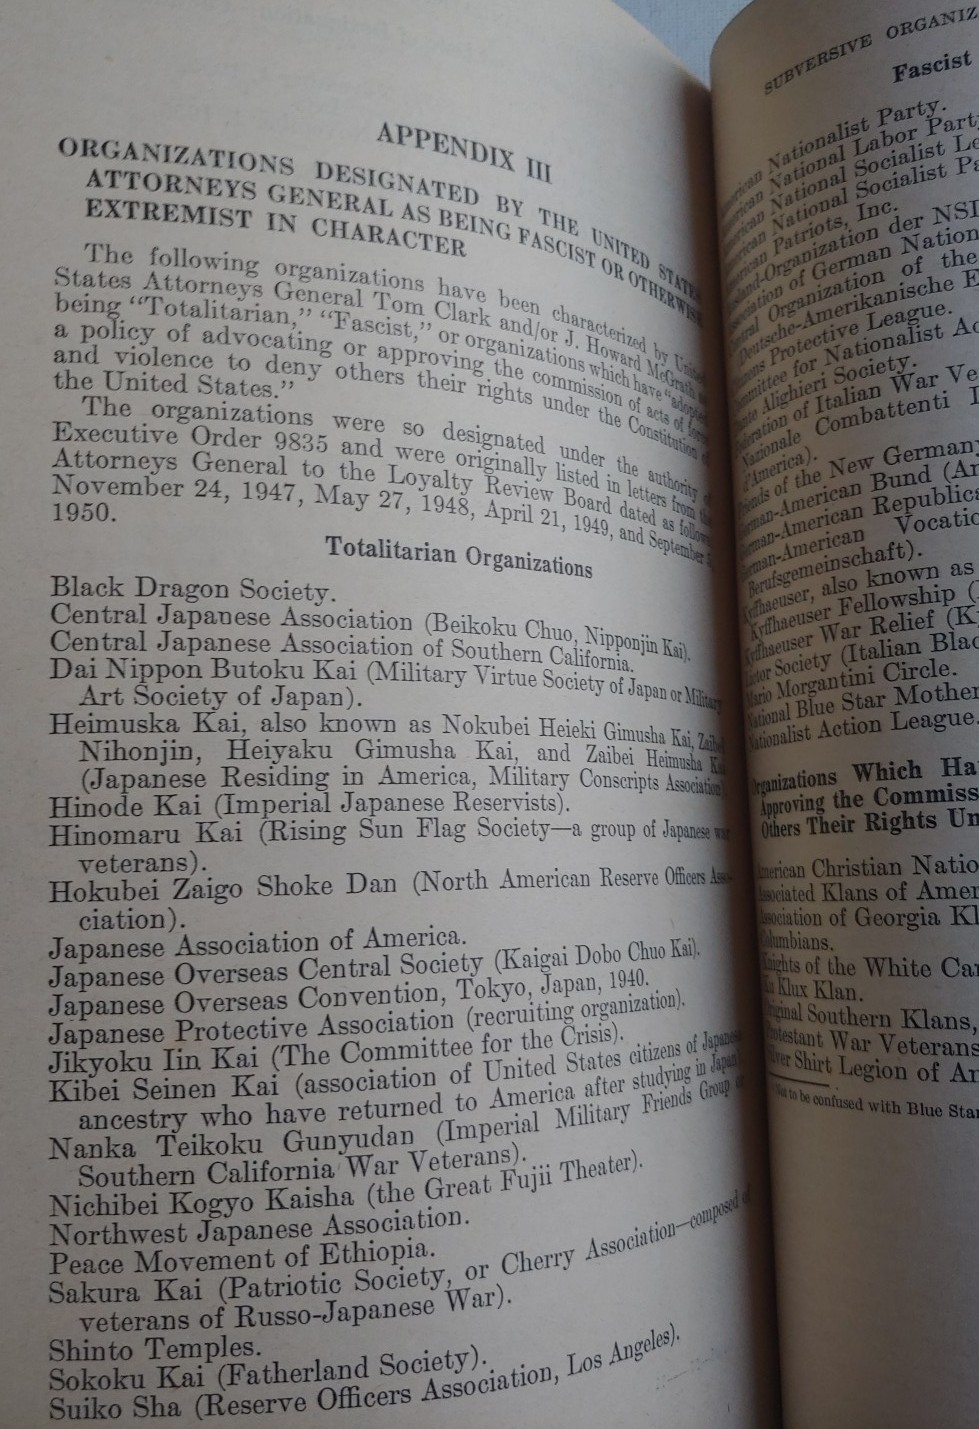 APPENDIX III
ORGANIZATIONS DESIGNATED BY THE UNITED STATES
ATTORNEYS GENERAL AS BEING FASCIST OR OTHERWISE
EXTREMIST IN CHARACTER
The following organizations have been characterized by United
States Attorneys General Tom Clark and/or J. Howard McGrath as
being "Totalitarian," "Fascist," or organizations which have "adopted
a policy of advocating or approving the commission of acts of force
and violence to deny others their rights under the Constitution of
the United States."
The organizations were so designated under the authority of
Executive Order 9835 and were originally listed in letters from the
Attorneys General to the Loyalty Review Board dated as follows:
November 24, 1947, May 27, 1948, April 21, 1949, and September
1950.
Totalitarian Organizations
Black Dragon Society.
Central Japanese Association (Beikoku Chuo, Nipponjin Kai).
Central Japanese Association of Southern California.
Dai Nippon Butoku Kai (Military Virtue Society of Japan or Military
Art Society of Japan).
Heimuska Kai, also known as Nokubei Heieki Gimusha Kai, Zaibei
Nihonjin, Heiyaku Gimusha Kai, and Zaibei Heimusha Kai
(Japanese Residing in America, Military Conscripts Association)
Hinode Kai (Imperial Japanese Reservists).
Hinomaru Kai (Rising Sun Flag Society—a group of Japanese war
veterans).
Hokubei Zaigo Shoke Dan (North American Reserve Officers Asso-
ciation).
Japanese Association of America.
Japanese Overseas Central Society (Kaigai Dobo Chuo Kai).
Japanese Overseas Convention, Tokyo, Japan, 1940.
Japanese Protective Association (recruiting organization).
Jikyoku Iin Kai (The Committee for the Crisis).
Kibei Seinen Kai (association of United States citizens of Japanese
ancestry who have returned to America after studying in Japan)
Nanka Teikoku Gunyudan (Imperial Military Friends Group or
Southern California War Veterans).
Nichibei Kogyo Kaisha (the Great Fujii Theater).
Northwest Japanese Association.
Peace Movement of Ethiopia.
Sakura Kai (Patriotic Society, or Cherry Association—composed of
veterans of Russo-Japanese War).
Shinto Temples.
Sokoku Kai (Fatherland Society).
Suiko Sha (Reserve Officers Association, Los Angeles).
SUBVERSIVE ORGANIZ
Fascist
Nationalist Party.
National Labor Party
National Socialist Le
National Socialist Pa
Patriots, Inc.
Organization der NSD
of German Nation
Organization of the
(Deutsche-Amerikanische E
Protective League.
for Nationalist Ac
Alighieri Society.
of Italian War Ve
Nazionale Combattenti I
d'America).
Friends of the New Germany
German-American Bund (Am
German-American Republica
German-American Vocatio
Berufsgemeinschaft).
Kyffhaeuser, also known as
Kyffhaeuser Fellowship (
Kyffhaeuser War Relief (K
Lictor Society (Italian Blac
Mario Morgantini Circle.
National Blue Star Mother
Nationalist Action League.
Organizations Which Ha
Approving the Commiss
Others Their Rights Un
American Christian Natio
Associated Klans of Amer
Association of Georgia Kl
Columbians.
Knights of the White Cam
Ku Klux Klan.
Original Southern Klans,
Protestant War Veterans
Silver Shirt Legion of Am
Not to be confused with Blue Star